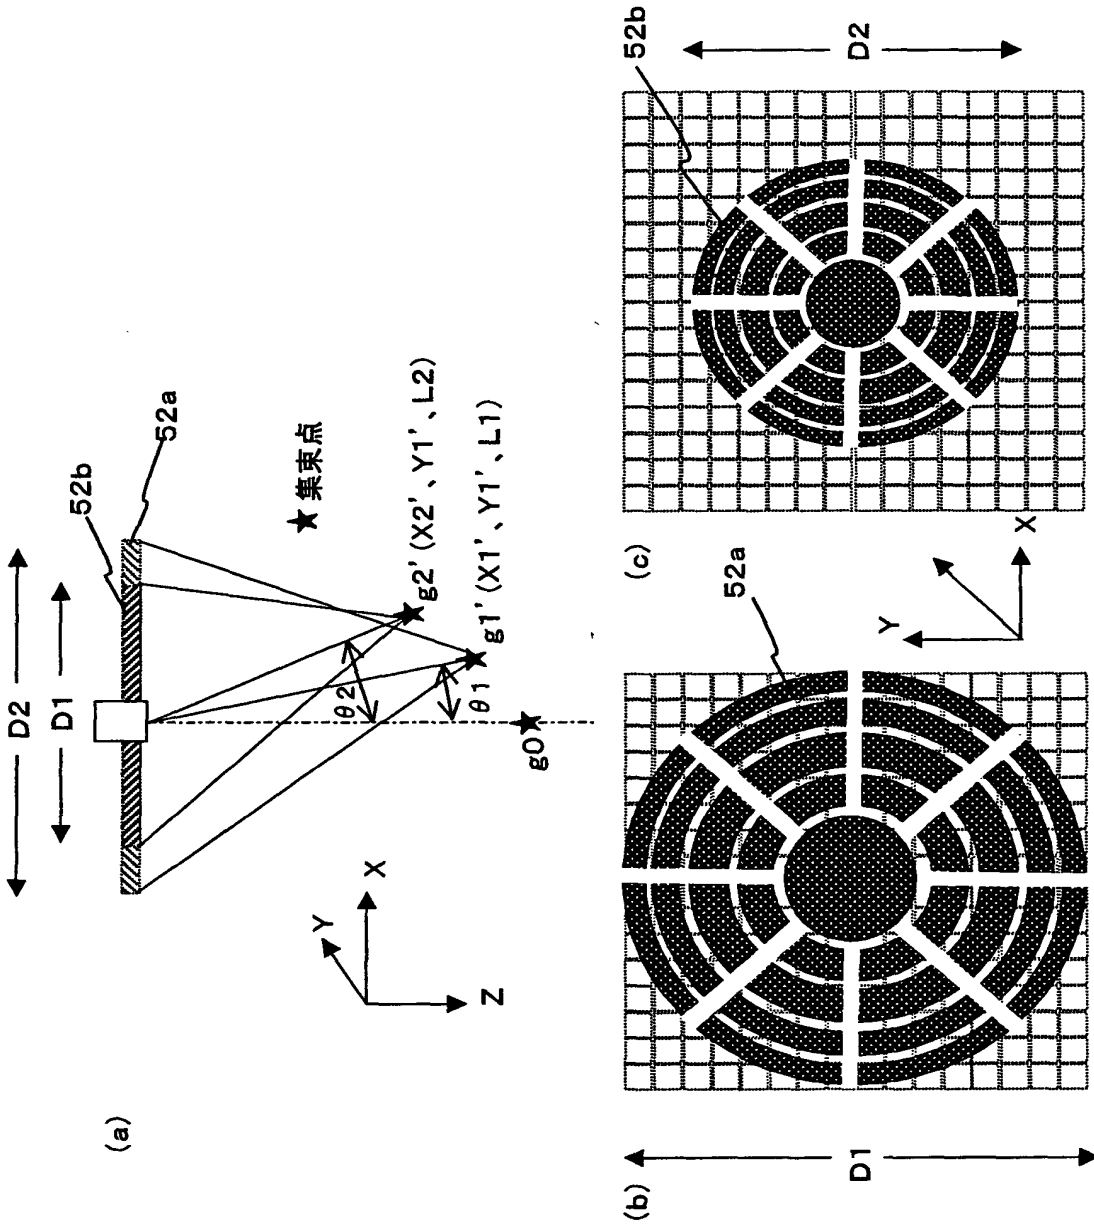 (a)
D2
D1
52b
52a
★集束点
g2'(X2'、Y1'、L2)
g1'(X1'、Y1'、L1)
θ2
θ1
g0
Y
X
Z
(b)
D1
52a
Y
X
(c)
52b
D2